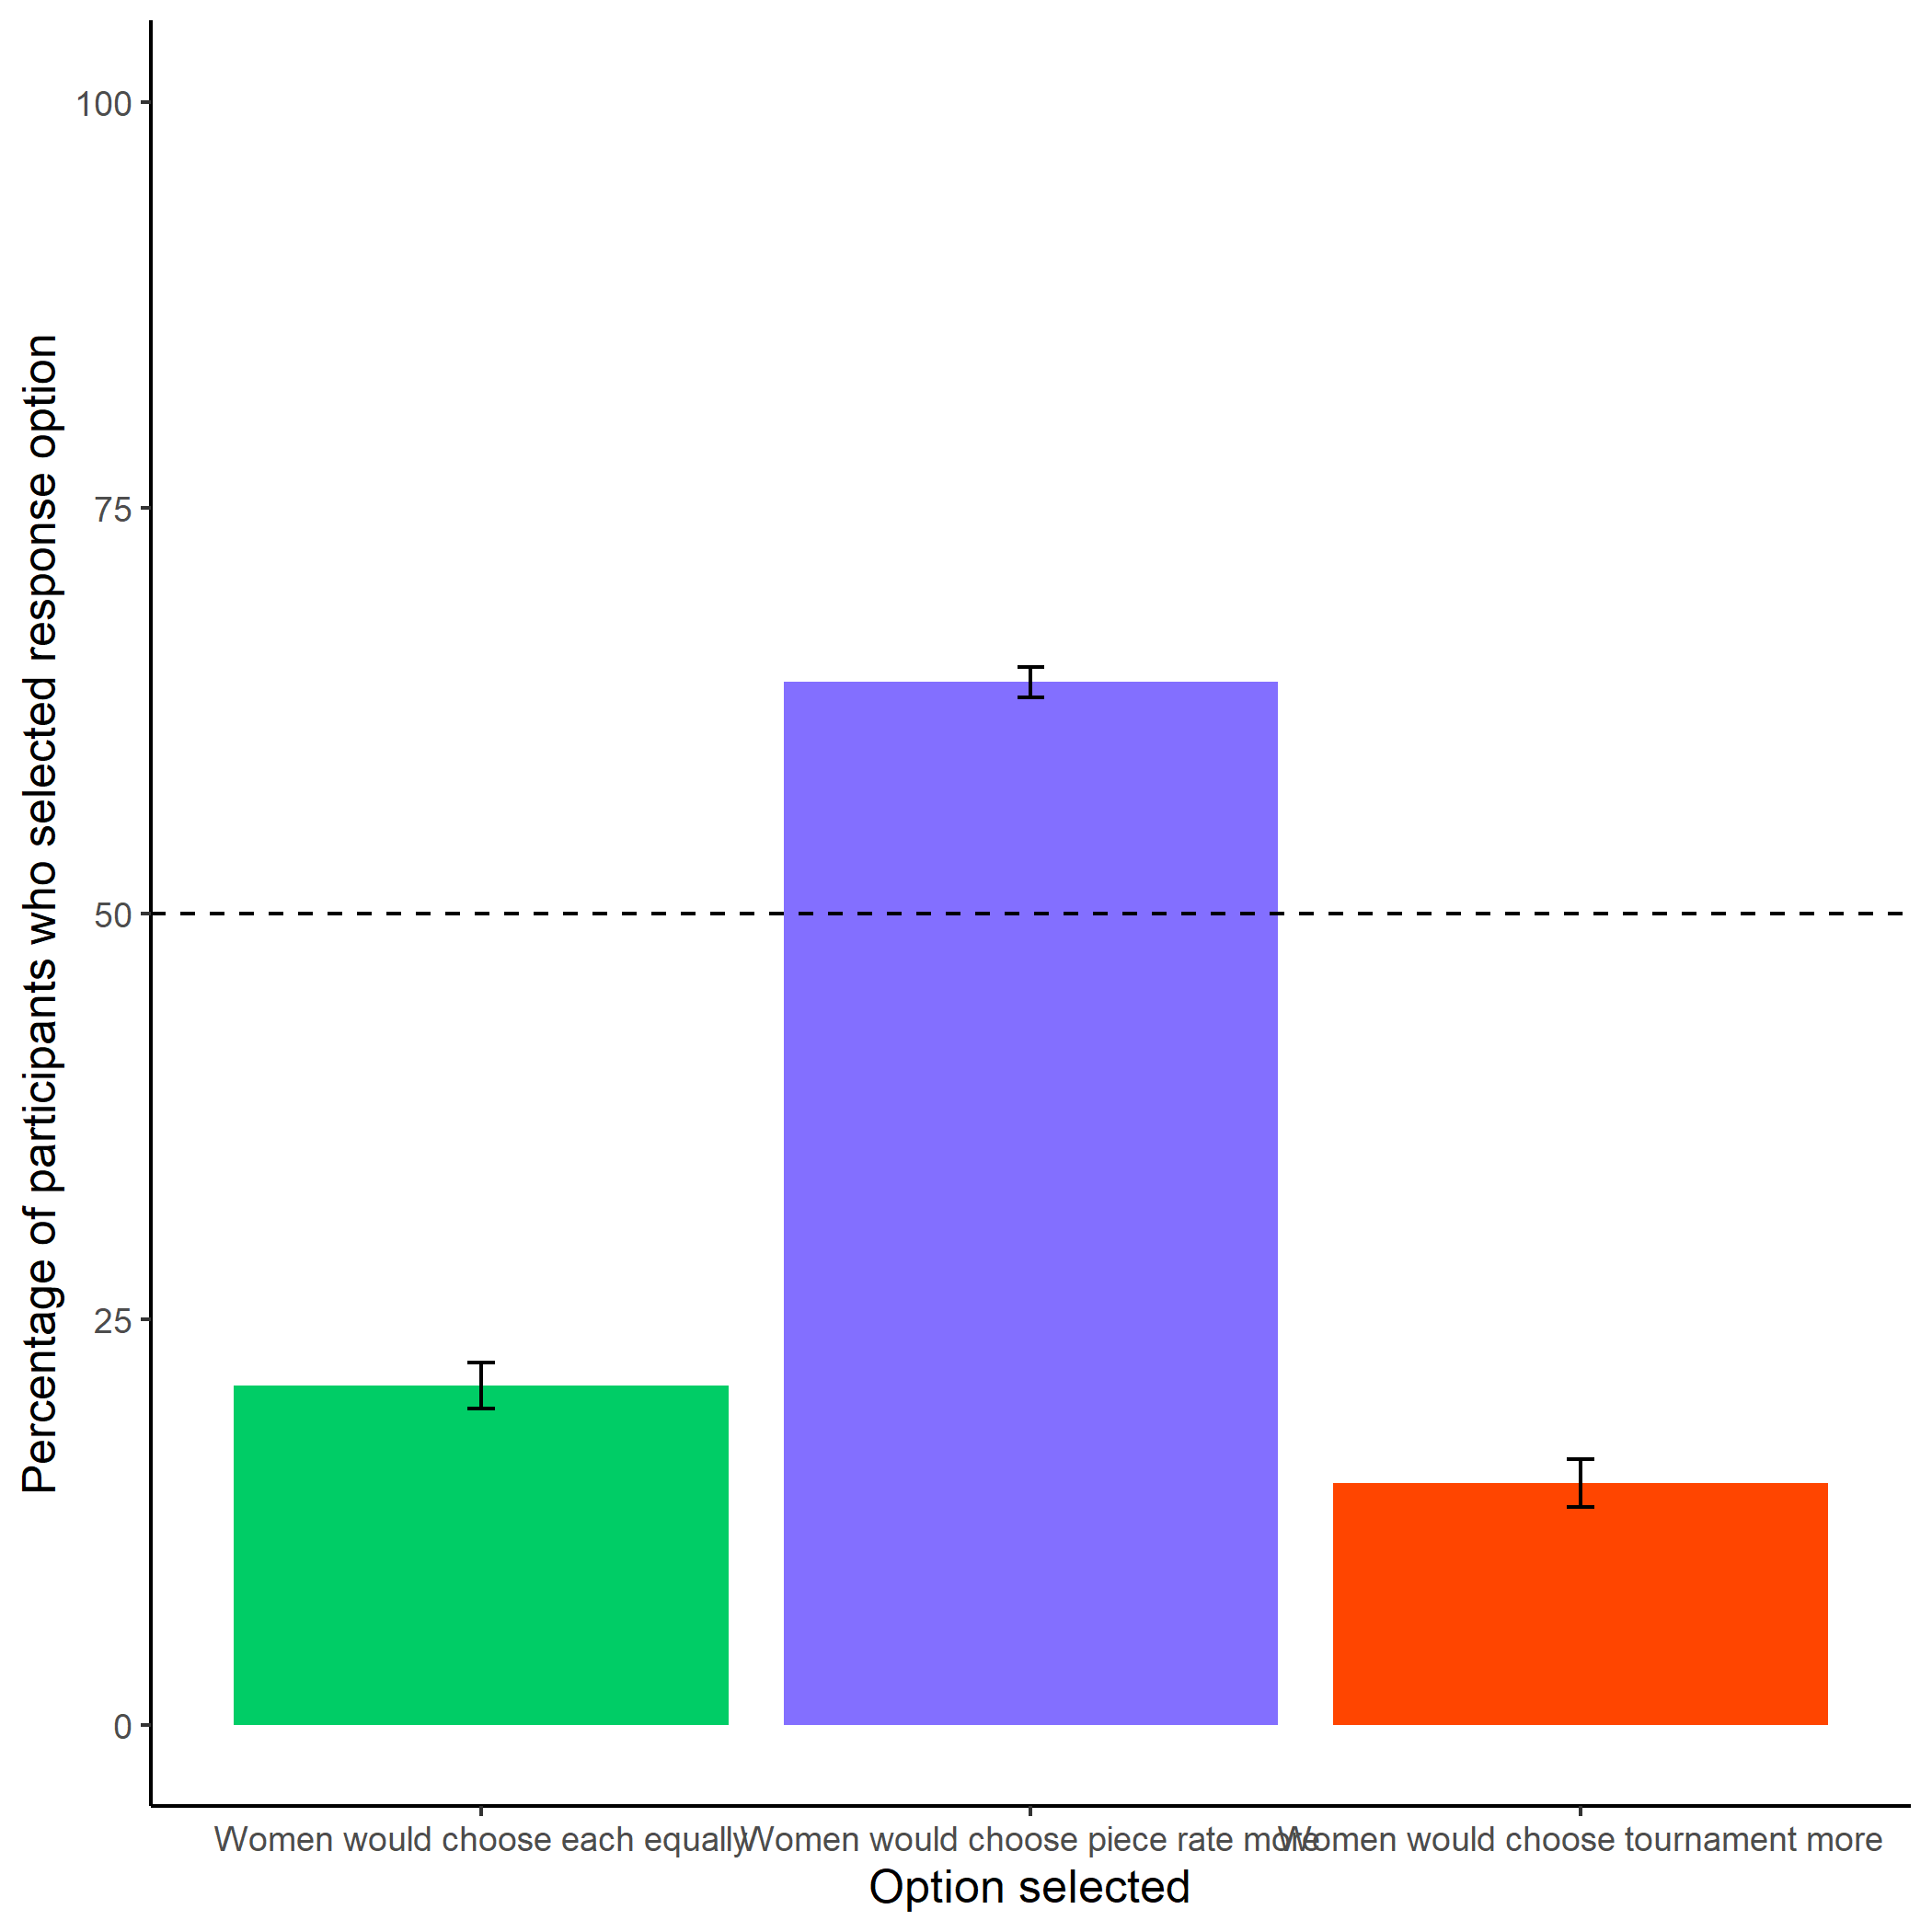 Percentage of participants who selected response option
100
75
50
25
0
Women would choose each equally
Women would choose piece rate more
Women would choose tournament more
Option selected